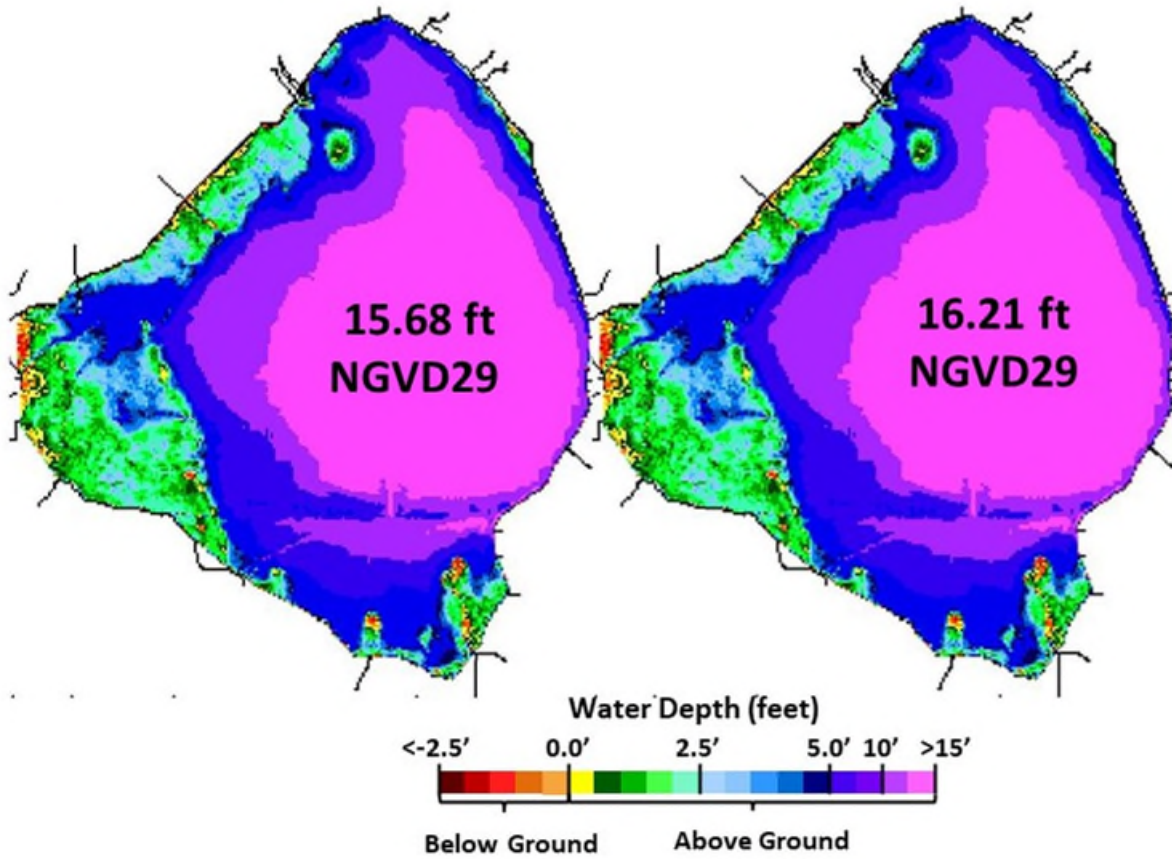 15.68 ft
NGVD29
16.21 ft
NGVD29
Water Depth (feet)
<-2.5' 0.0' 2.5' 5.0' 10' >15'
Below Ground Above Ground